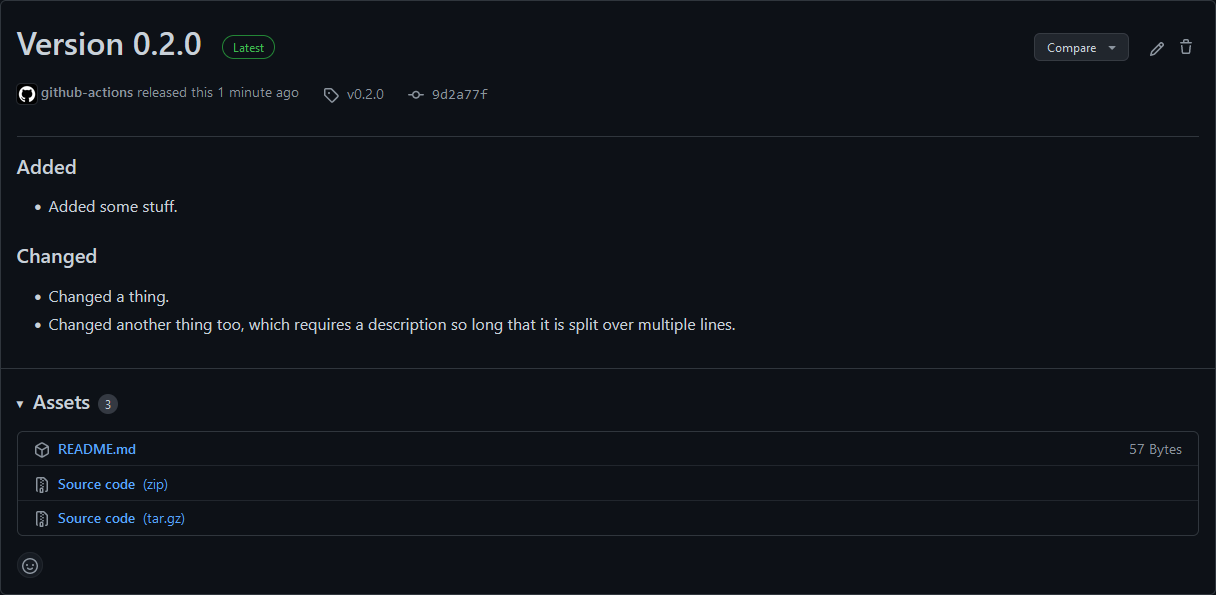 Version 0.2.0 Latest Compare
github-actions released this 1 minute ago v0.2.0 9d2a77f
Added
Added some stuff.
Changed
Changed a thing.
Changed another thing too, which requires a description so long that it is split over multiple lines.
Assets 3
README.md 57 Bytes
Source code (zip)
Source code (tar.gz)